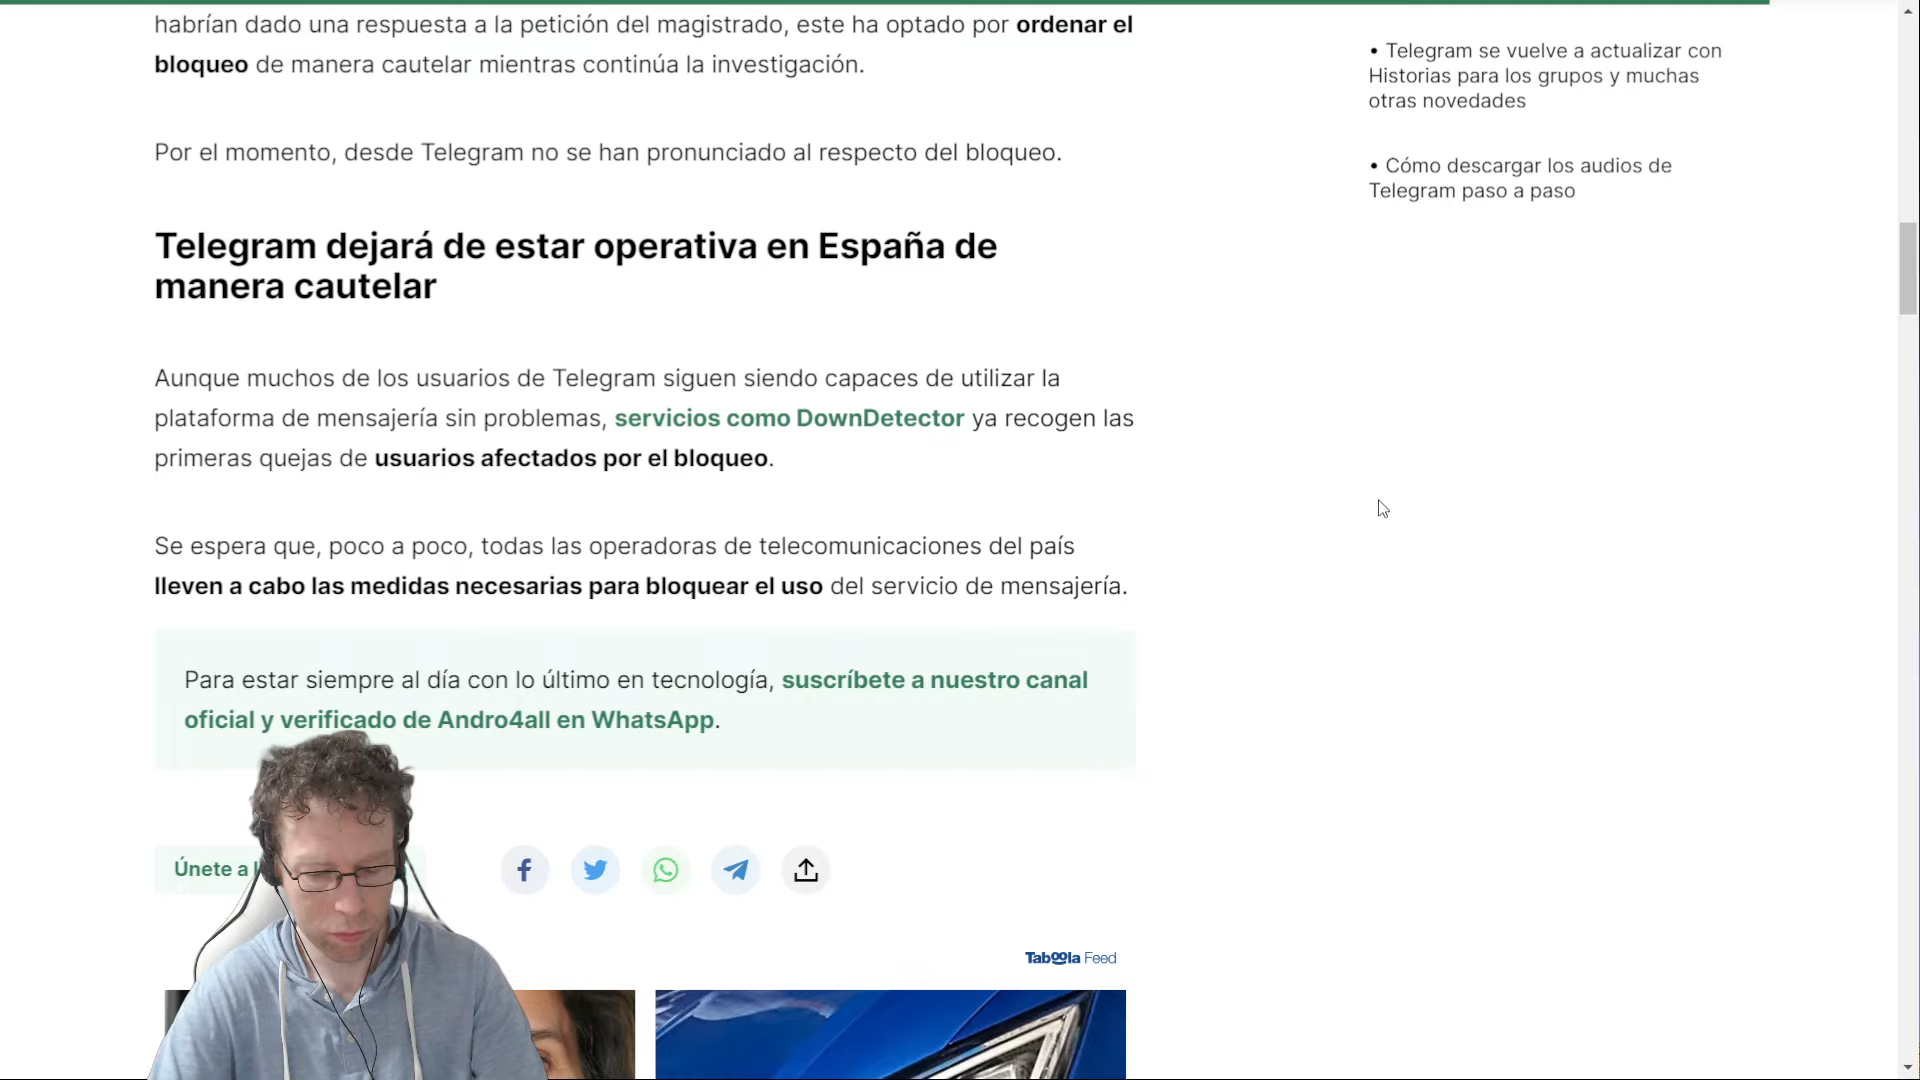 habrían dado una respuesta a la petición del magistrado, este ha optado por ordenar el
bloqueo de manera cautelar mientras continúa la investigación.
Por el momento, desde Telegram no se han pronunciado al respecto del bloqueo.
Telegram dejará de estar operativa en España de
manera cautelar
Aunque muchos de los usuarios de Telegram siguen siendo capaces de utilizar la
plataforma de mensajería sin problemas, servicios como DownDetector ya recogen las
primeras quejas de usuarios afectados por el bloqueo.
Se espera que, poco a poco, todas las operadoras de telecomunicaciones del país
lleven a cabo las medidas necesarias para bloquear el uso del servicio de mensajería.
Para estar siempre al día con lo último en tecnología, suscríbete a nuestro canal
oficial y verificado de Andro4all en WhatsApp.
Únete a
Taboola Feed
• Telegram se vuelve a actualizar con
Historias para los grupos y muchas
otras novedades
• Cómo descargar los audios de
Telegram paso a paso